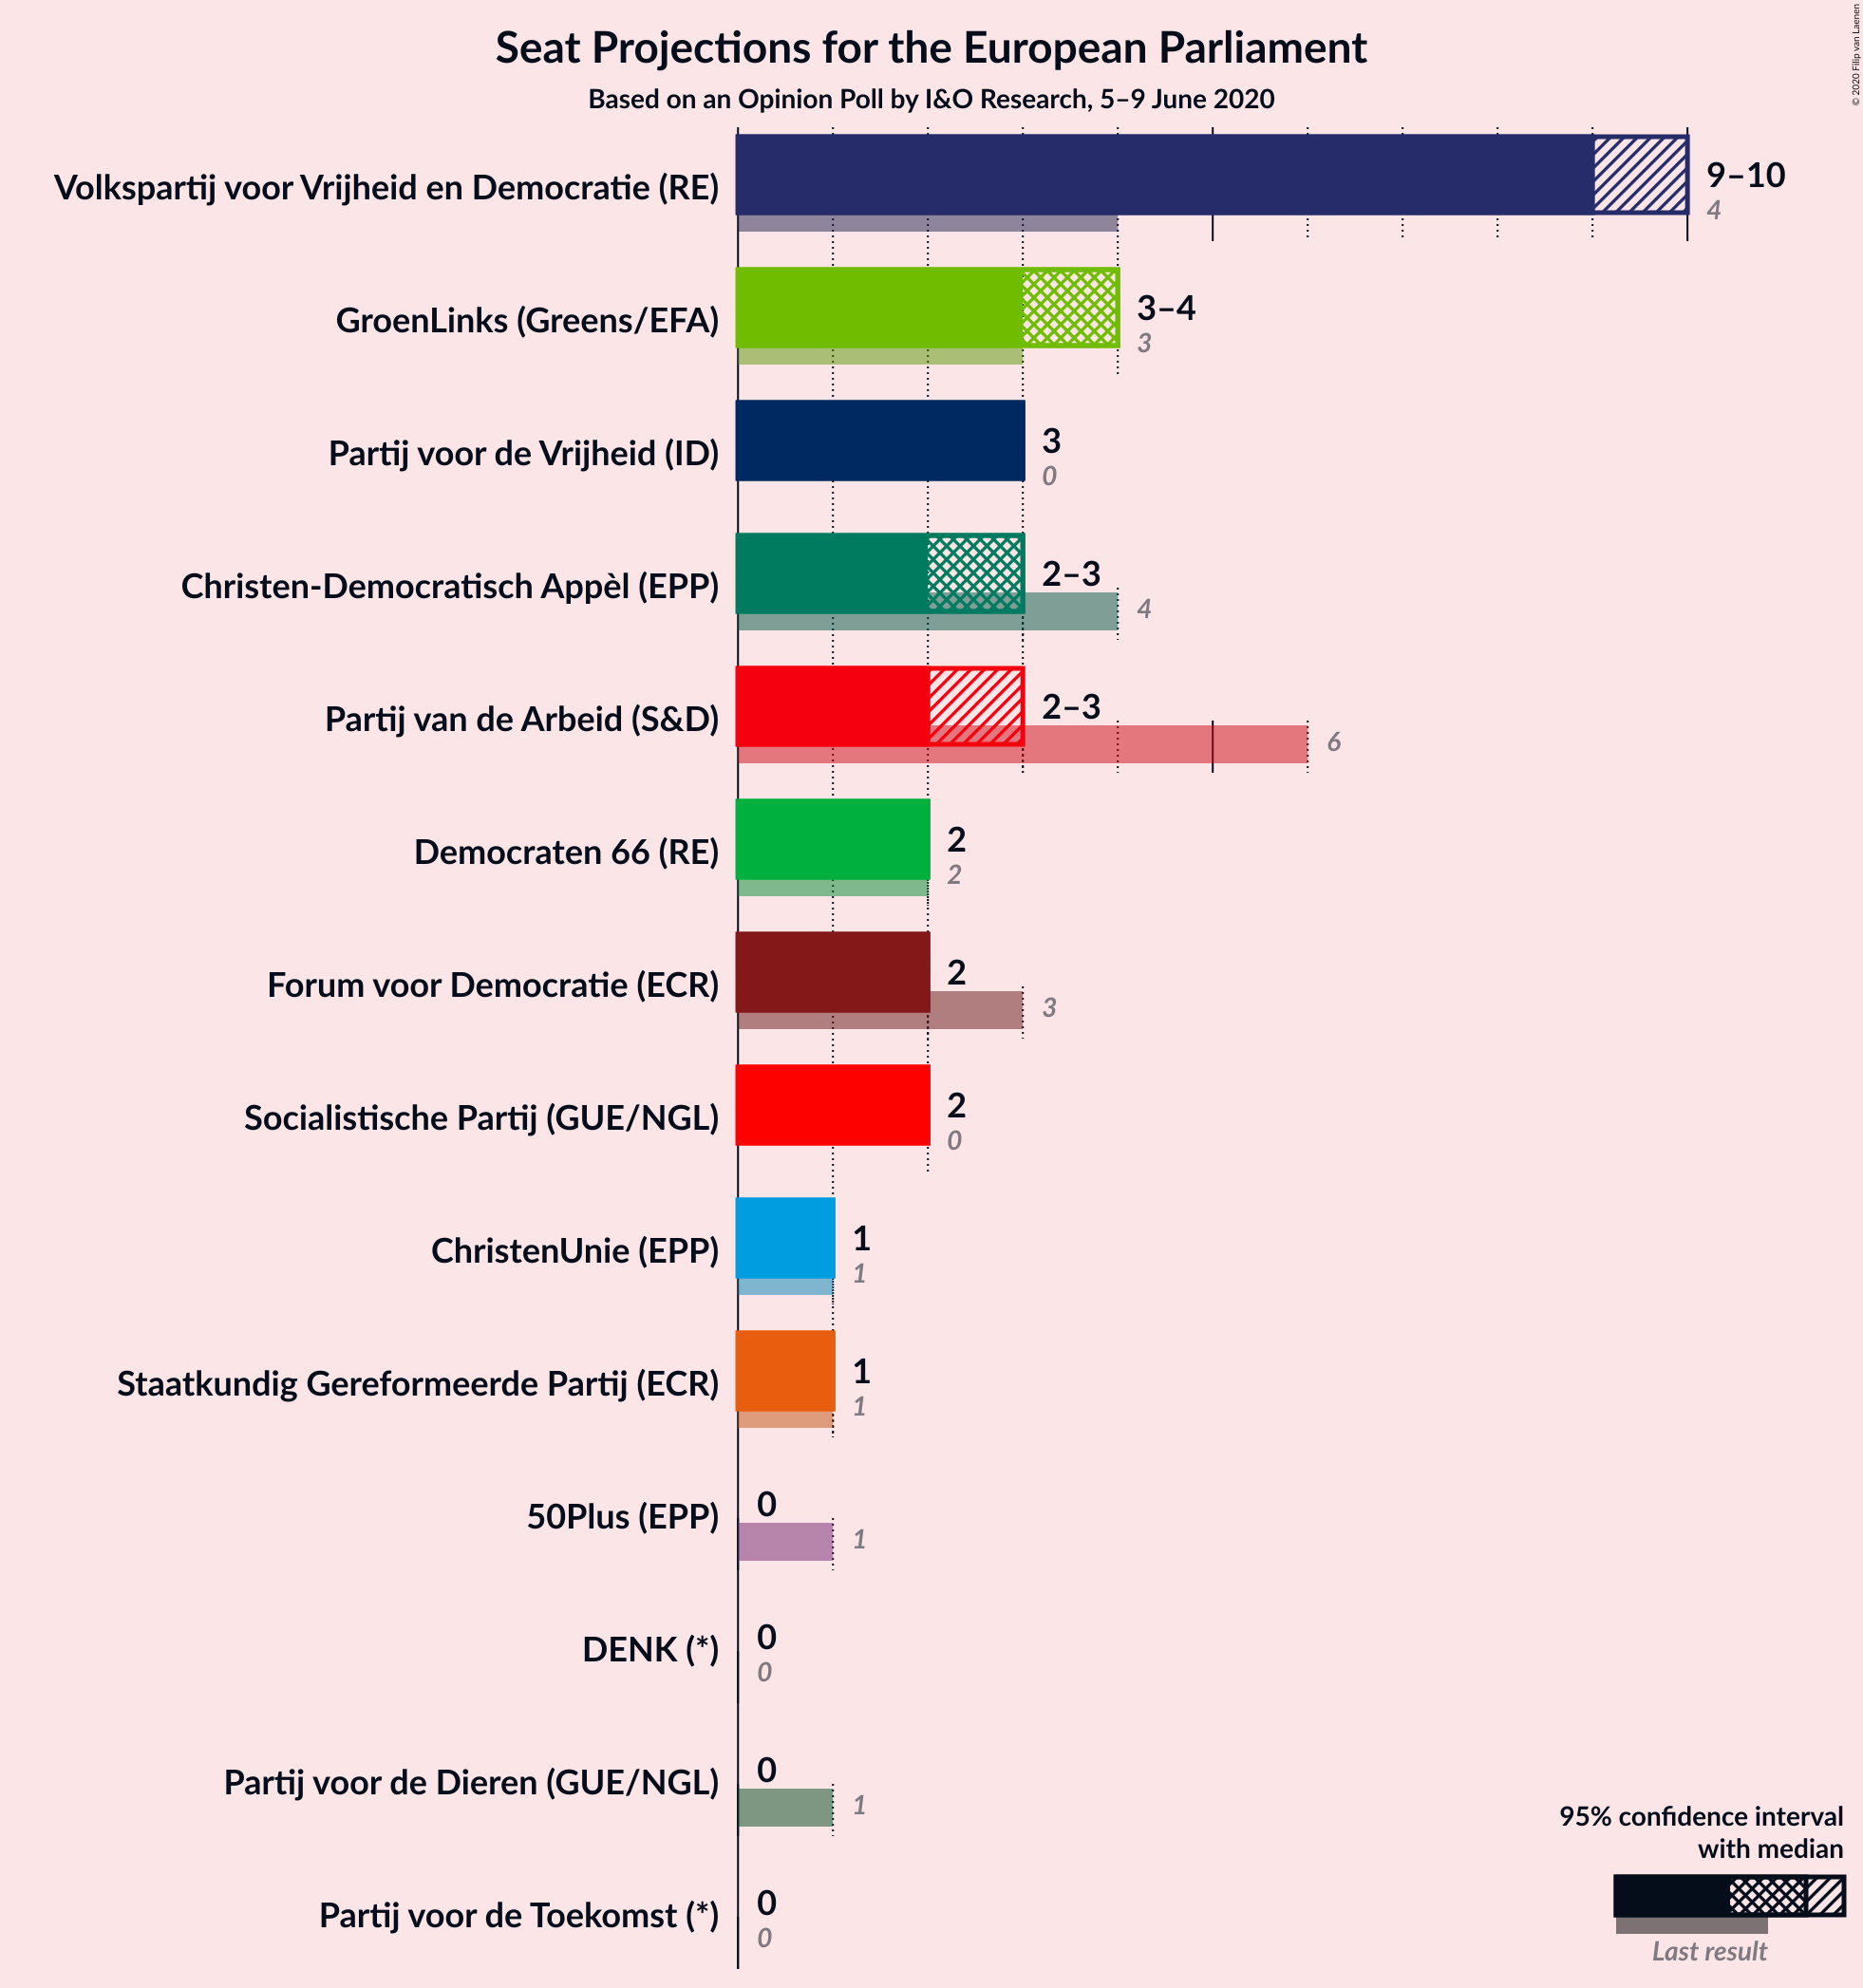 Seat Projections for the European Parliament
Based on an Opinion Poll by I&O Research, 5–9 June 2020
© 2020 Filip van Laenen
Volkspartij voor Vrijheid en Democratie (RE)
9–10
4
GroenLinks (Greens/EFA)
3–4
3
Partij voor de Vrijheid (ID)
3
0
Christen-Democratisch Appèl (EPP)
2–3
4
Partij van de Arbeid (S&D)
2–3
6
Democraten 66 (RE)
2
2
Forum voor Democratie (ECR)
2
3
Socialistische Partij (GUE/NGL)
2
0
ChristenUnie (EPP)
1
1
Staatkundig Gereformeerde Partij (ECR)
1
1
50Plus (EPP)
0
1
DENK (*)
0
0
Partij voor de Dieren (GUE/NGL)
0
1
Partij voor de Toekomst (*)
0
0
95% confidence interval
with median
Last result